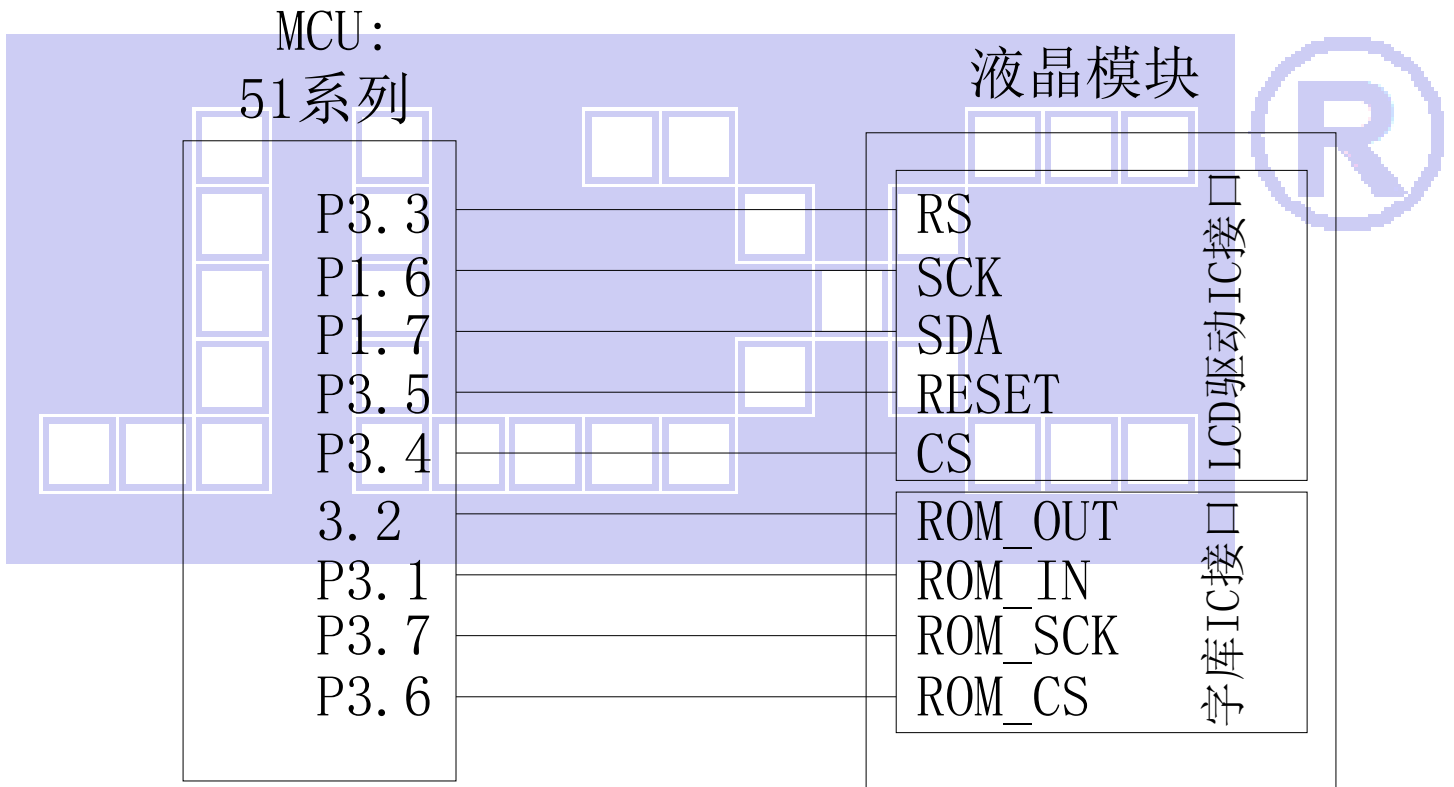 MCU:
51系列
液晶模块
P3.3
RS
P1.6
SCK
P1.7
SDA
P3.5
RESET
P3.4
CS
LCD驱动IC接口
3.2
ROM_OUT
P3.1
ROM_IN
P3.7
ROM_SCK
P3.6
ROM_CS
字库IC接口
JLX
®